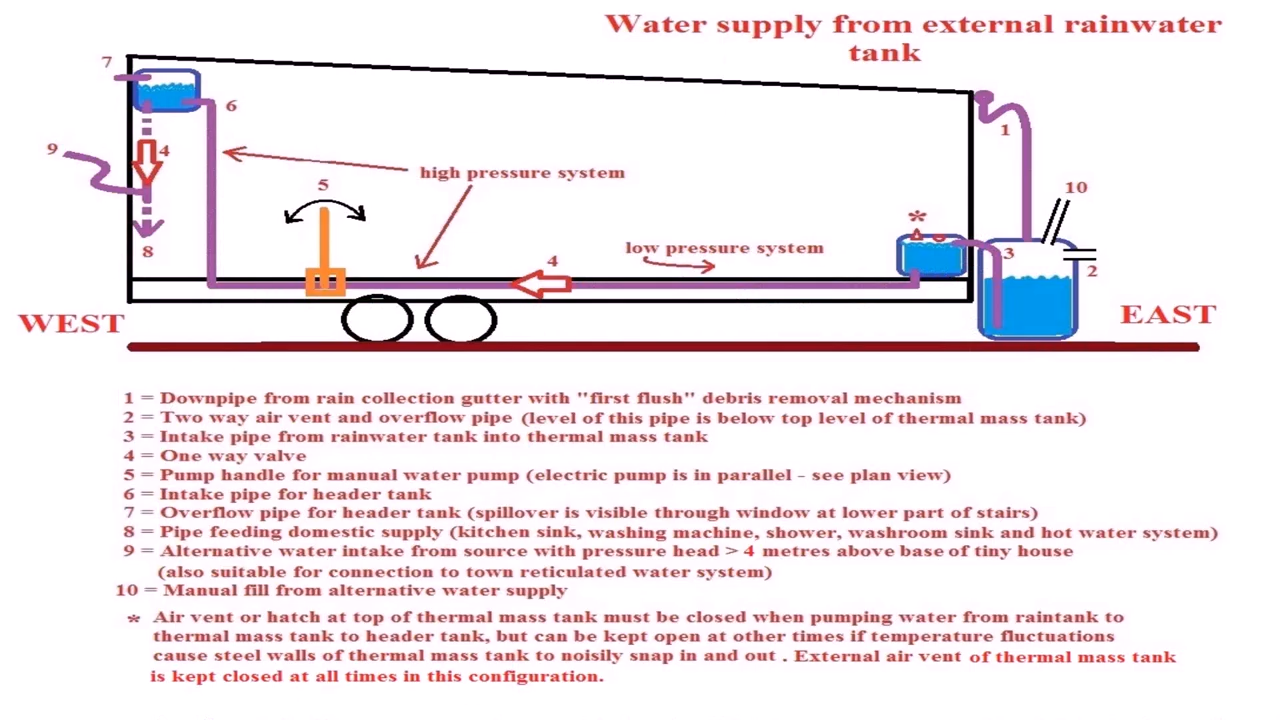 Water supply from external rainwater
tank
7
6
1
9
4
high pressure system
5
10
*
8
4
low pressure system
3
2
WEST
EAST
1 = Downpipe from rain collection gutter with "first flush" debris removal mechanism
2 = Two way air vent and overflow pipe (level of this pipe is below top level of thermal mass tank)
3 = Intake pipe from rainwater tank into thermal mass tank
4 = One way valve
5 = Pump handle for manual water pump (electric pump is in parallel - see plan view)
6 = Intake pipe for header tank
7 = Overflow pipe for header tank (spillover is visible through window at lower part of stairs)
8 = Pipe feeding domestic supply (kitchen sink, washing machine, shower, washroom sink and hot water system)
9 = Alternative water intake from source with pressure head > 4 metres above base of tiny house
(also suitable for connection to town reticulated water system)
10 = Manual fill from alternative water supply
* Air vent or hatch at top of thermal mass tank must be closed when pumping water from raintank to
thermal mass tank to header tank, but can be kept open at other times if temperature fluctuations
cause steel walls of thermal mass tank to noisily snap in and out . External air vent of thermal mass tank
is kept closed at all times in this configuration.